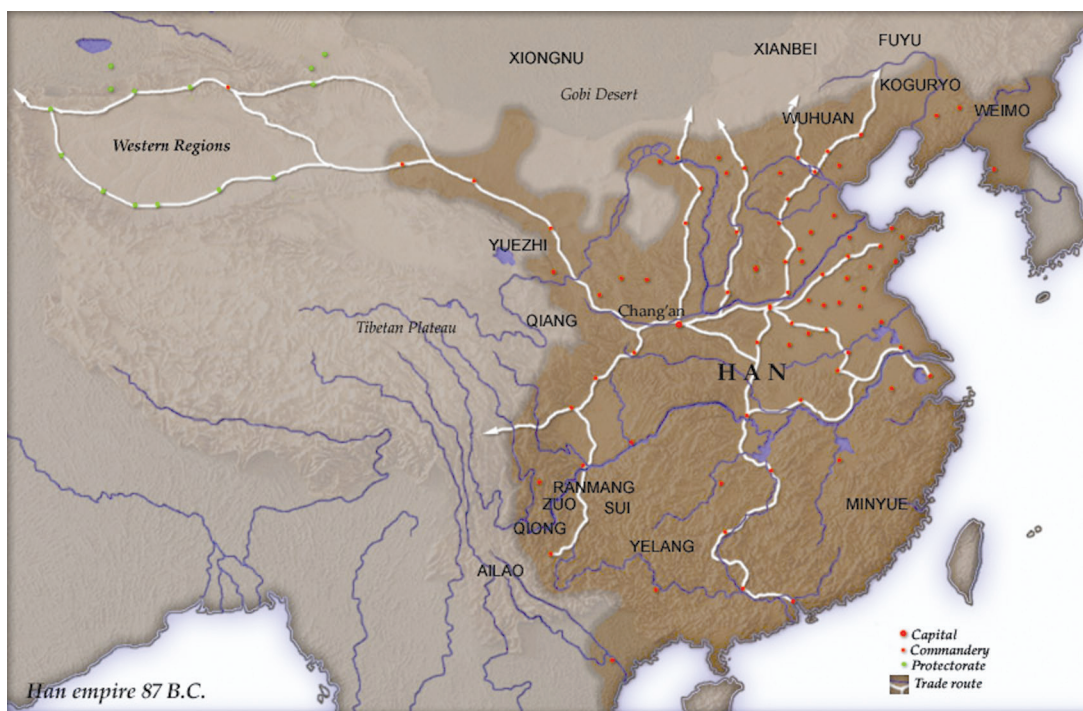 XIONGNU
XIANBEI
FUYU
Gobi Desert
KOGURYO
WEIMO
WUHUAN
Western Regions
YUEZHI
QIANG
Chang'an
Tibetan Plateau
HAN
RANMANG
ZUO
SUI
QIONG
MINYUE
YELANG
AILAO
Capital
Commandery
Protectorate
Trade route
Han empire 87 B.C.